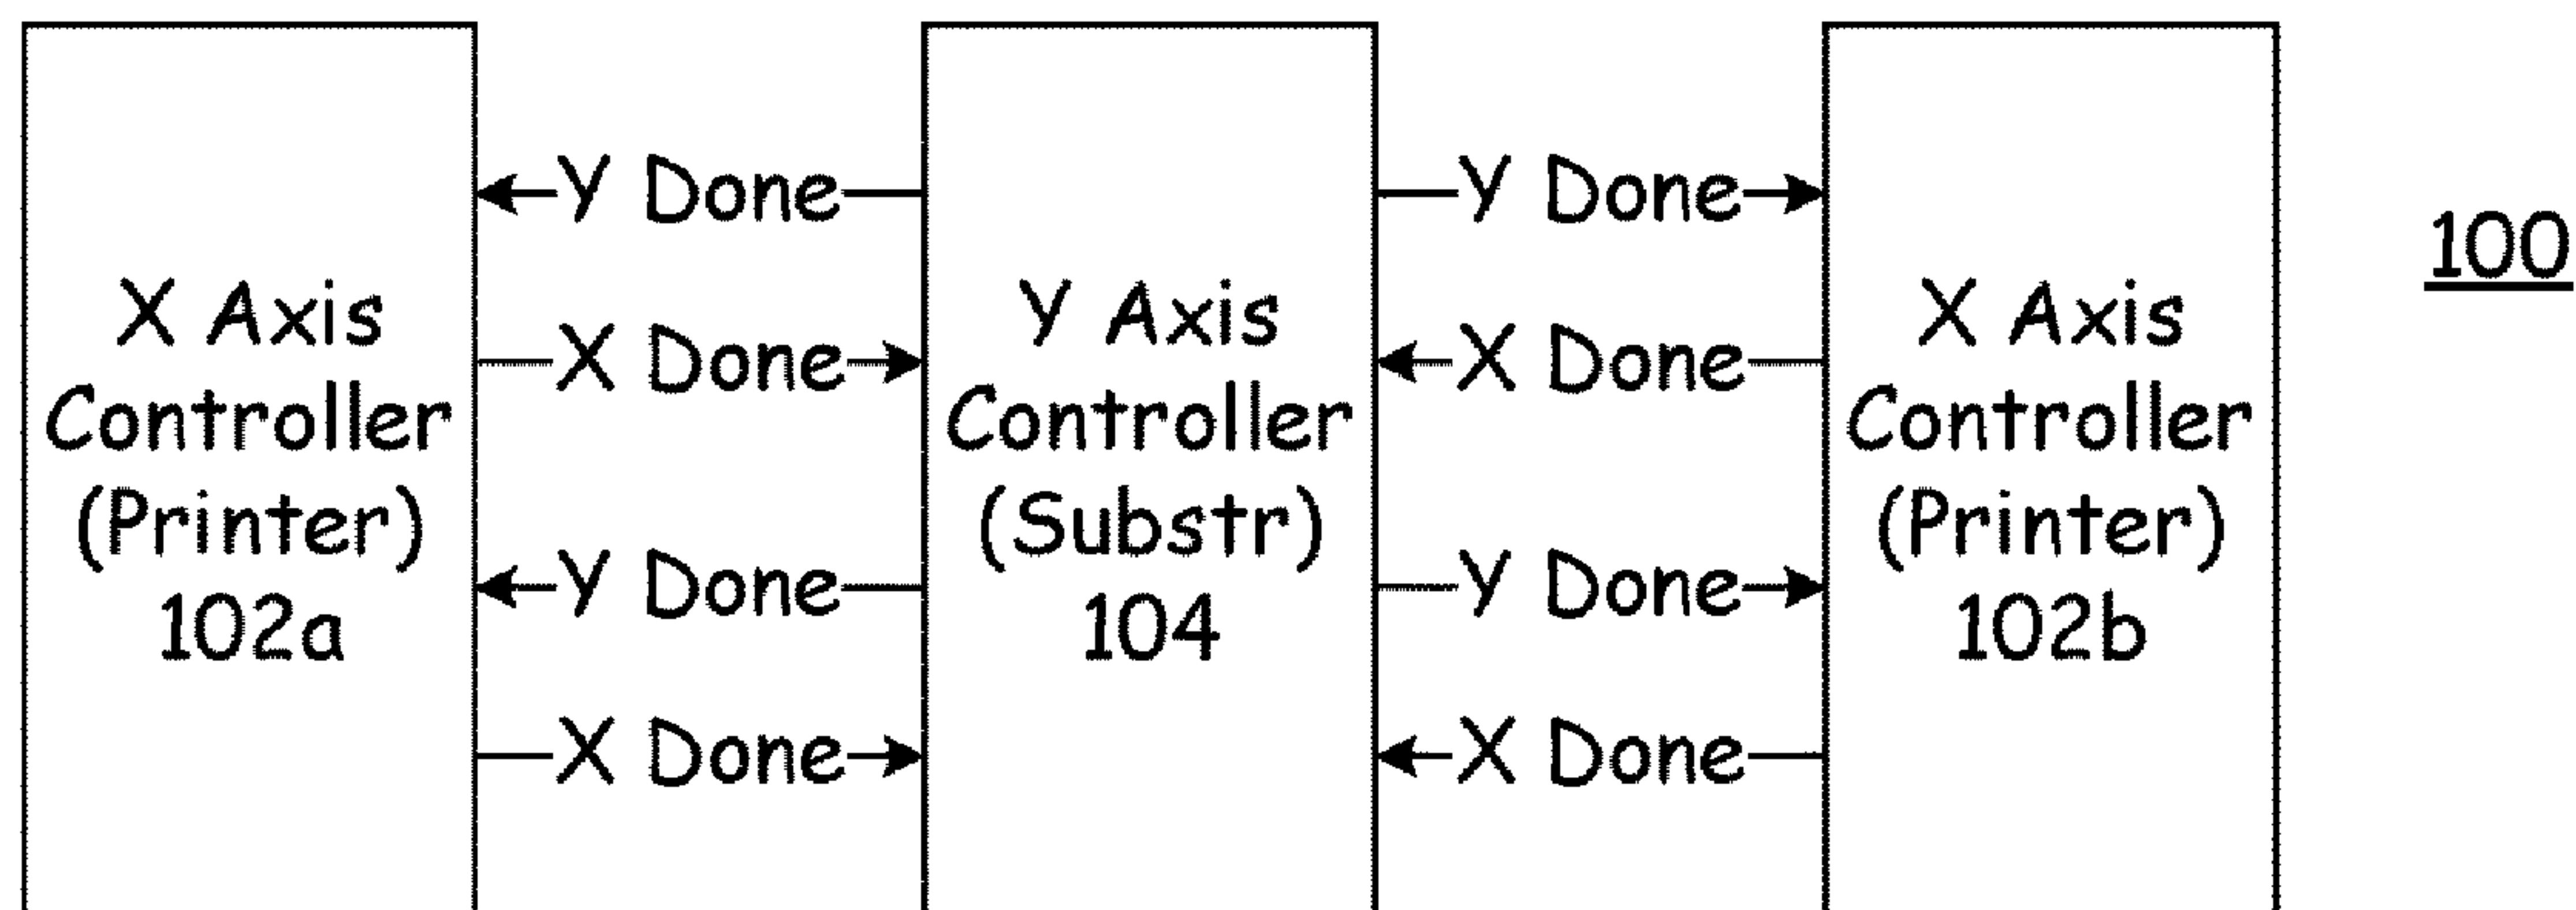 Y Done
Y Done
100
X Axis
Controller
(Printer)
102a
X Done
Y Axis
Controller
(Substr)
104
X Done
X Axis
Controller
(Printer)
102b
Y Done
Y Done
X Done
X Done